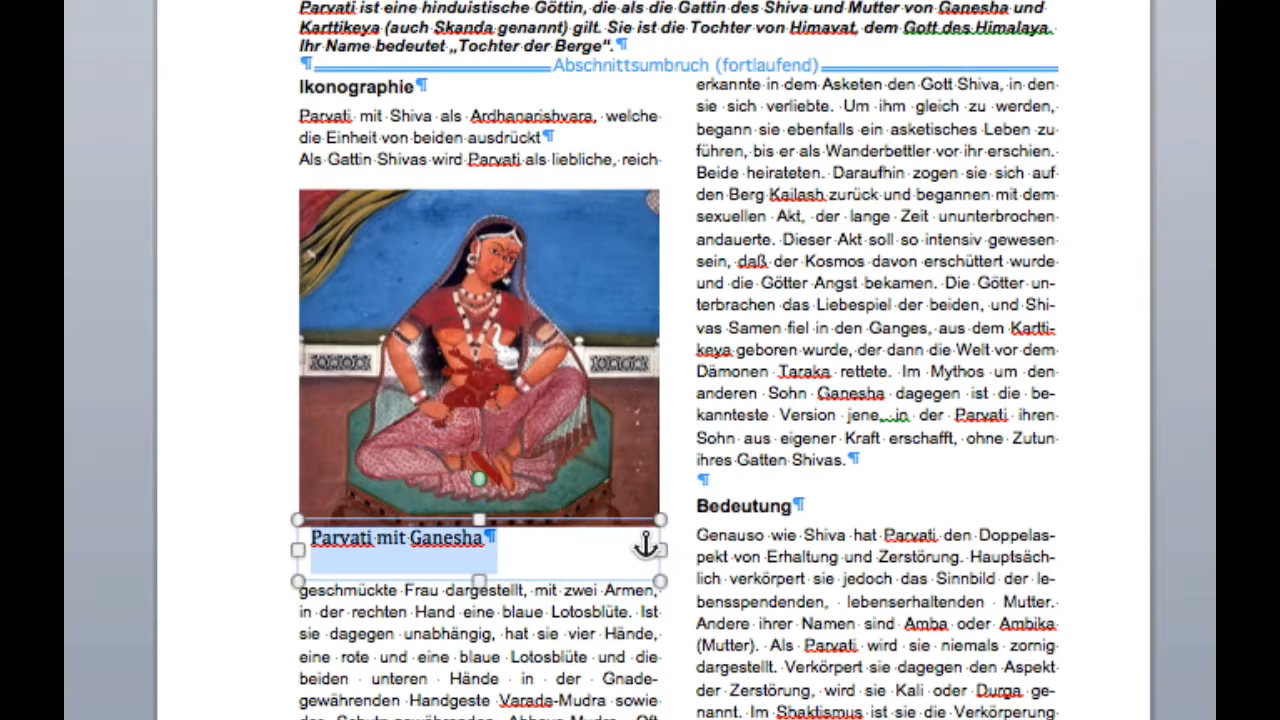 Parvati ist eine hinduistische Göttin, die als die Gattin des Shiva und Mutter von Ganesha und
Karttikeya (auch Skanda genannt) gilt. Sie ist die Tochter von Himavat, dem Gott des Himalaya.
Ihr Name bedeutet „Tochter der Berge“.¶
¶Abschnittsumbruch (fortlaufend)
Ikonographie¶
Parvati mit Shiva als Ardhanarishvara, welche
die Einheit von beiden ausdrückt¶
Als Gattin Shivas wird Parvati als liebliche, reich
Parvati mit Ganesha¶
geschmückte Frau dargestellt, mit zwei Armen,
in der rechten Hand eine blaue Lotosblüte. Ist
sie dagegen unabhängig, hat sie vier Hände,
eine rote und eine blaue Lotosblüte und die
beiden unteren Hände in der Gnade-
gewährenden Handgeste Varada-Mudra sowie
der Schutz gewährenden Abhaya-Mudra. Oft
erkannte in dem Asketen den Gott Shiva, in den
sie sich verliebte. Um ihm gleich zu werden,
begann sie ebenfalls ein asketisches Leben zu
führen, bis er als Wanderbettler vor ihr erschien.
Beide heirateten. Daraufhin zogen sie sich auf
den Berg Kailash zurück und begannen mit dem
sexuellen Akt, der lange Zeit ununterbrochen
andauerte. Dieser Akt soll so intensiv gewesen
sein, daß der Kosmos davon erschüttert wurde
und die Götter Angst bekamen. Die Götter un-
terbrachen das Liebespiel der beiden, und Shi-
vas Samen fiel in den Ganges, aus dem Kartti-
keya geboren wurde, der dann die Welt vor dem
Dämonen Taraka rettete. Im Mythos um den
anderen Sohn Ganesha dagegen ist die be-
kannteste Version jene, in der Parvati ihren
Sohn aus eigener Kraft erschafft, ohne Zutun
ihres Gatten Shivas.¶
¶
Bedeutung¶
Genauso wie Shiva hat Parvati den Doppelas-
pekt von Erhaltung und Zerstörung. Hauptsäch-
lich verkörpert sie jedoch das Sinnbild der le-
bensspendenden, lebenserhaltenden Mutter.
Andere ihrer Namen sind Amba oder Ambika
(Mutter). Als Parvati wird sie niemals zornig
dargestellt. Verkörpert sie dagegen den Aspekt
der Zerstörung, wird sie Kali oder Durga ge-
nannt. Im Shaktismus ist sie die Verkörperung